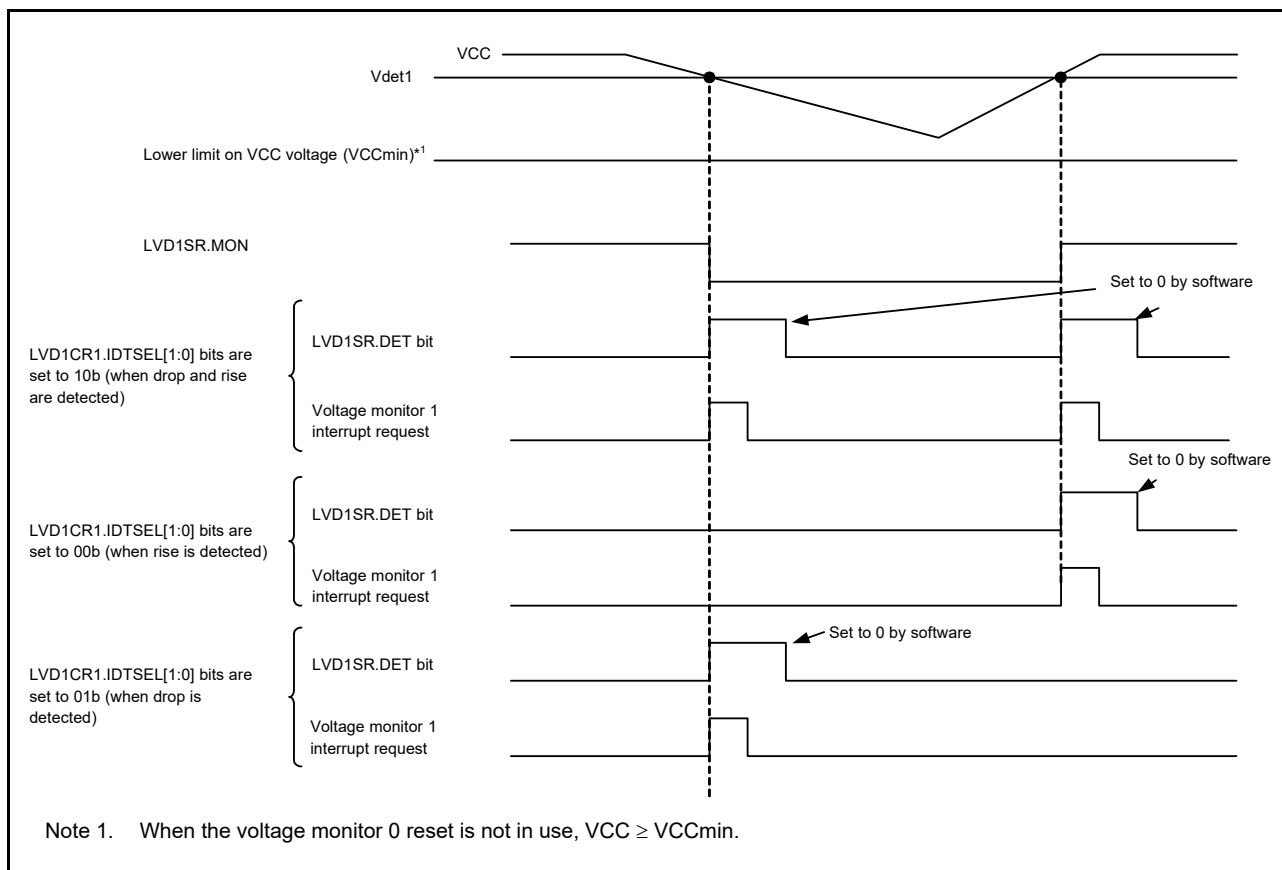 VCC
Vdet1
Lower limit on VCC voltage (VCCmin)*1
LVD1SR.MON
Set to 0 by software
LVD1CR1.IDTSEL[1:0] bits are
set to 10b (when drop and rise
are detected)
LVD1SR.DET bit
Voltage monitor 1
interrupt request
Set to 0 by software
LVD1CR1.IDTSEL[1:0] bits are
set to 00b (when rise is detected)
LVD1SR.DET bit
Voltage monitor 1
interrupt request
Set to 0 by software
LVD1CR1.IDTSEL[1:0] bits are
set to 01b (when drop is
detected)
LVD1SR.DET bit
Voltage monitor 1
interrupt request
Note 1. When the voltage monitor 0 reset is not in use, VCC ≥ VCCmin.